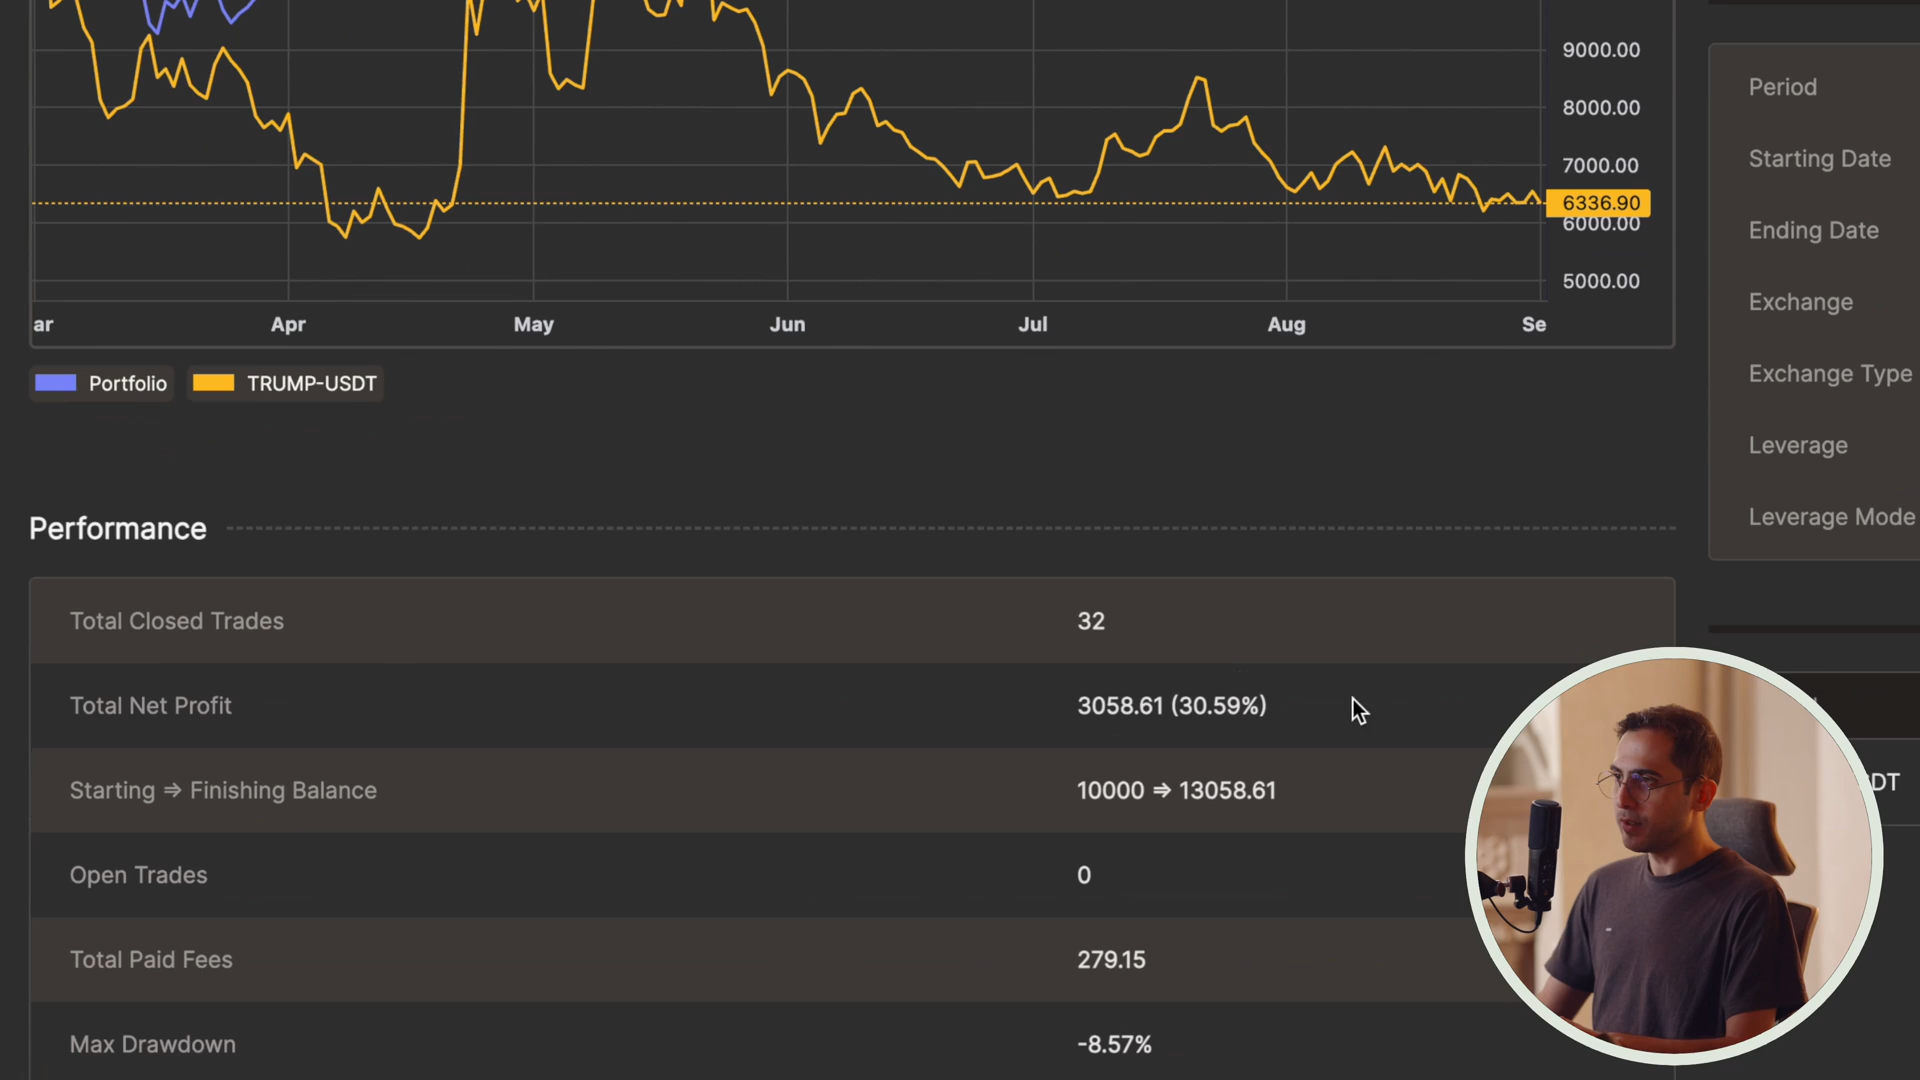 9000.00
8000.00
7000.00
6336.90
6000.00
5000.00
ar Apr May Jun Jul Aug Se
Portfolio TRUMP-USDT
Performance
Total Closed Trades 32
Total Net Profit 3058.61 (30.59%)
Starting ⇒ Finishing Balance 10000 ⇒ 13058.61
Open Trades 0
Total Paid Fees 279.15
Max Drawdown -8.57%
Period
Starting Date
Ending Date
Exchange
Exchange Type
Leverage
Leverage Mode
DT